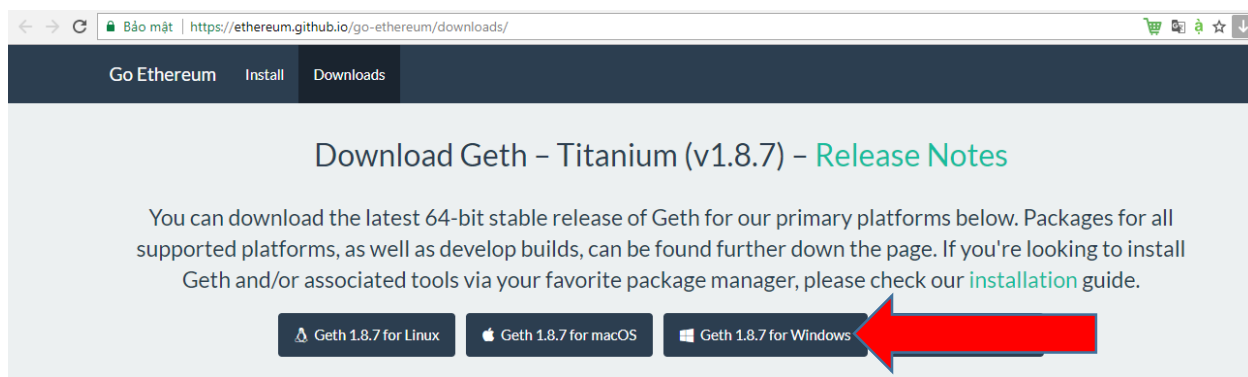 Bảo mật | https://ethereum.github.io/go-ethereum/downloads/
Go Ethereum Install Downloads
Download Geth – Titanium (v1.8.7) – Release Notes
You can download the latest 64-bit stable release of Geth for our primary platforms below. Packages for all
supported platforms, as well as develop builds, can be found further down the page. If you're looking to install
Geth and/or associated tools via your favorite package manager, please check our installation guide.
Geth 1.8.7 for Linux Geth 1.8.7 for macOS Geth 1.8.7 for Windows